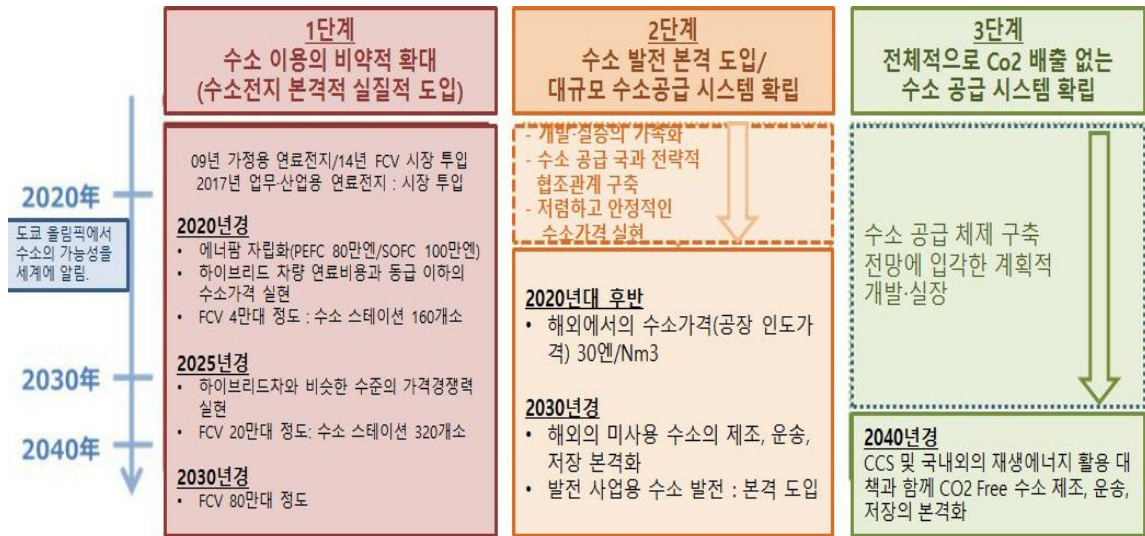 1단계
수소 이용의 비약적 확대
(수소전지 본격적 실질적 도입)
09년 가정용 연료전지/14년 FCV 시장 투입
2017년 업무·산업용 연료전지 : 시장 투입
2020년경
• 에너팜 자립화(PEFC 80만엔/SOFC 100만엔)
• 하이브리드 차량 연료비용과 동급 이하의
수소가격 실현
• FCV 4만대 정도 : 수소 스테이션 160개소
2025년경
• 하이브리드차와 비슷한 수준의 가격경쟁력
실현
• FCV 20만대 정도: 수소 스테이션 320개소
2030년경
• FCV 80만대 정도
2단계
수소 발전 본격 도입/
대규모 수소공급 시스템 확립
- 개발·실증의 가속화
- 수소 공급 국과 전략적
협조관계 구축
- 저렴하고 안정적인
수소가격 실현
2020년대 후반
• 해외에서의 수소가격(공장 인도가
격) 30엔/Nm3
2030년경
• 해외의 미사용 수소의 제조, 운송,
저장 본격화
• 발전 사업용 수소 발전 : 본격 도입
3단계
전체적으로 Co2 배출 없는
수소 공급 시스템 확립
수소 공급 체제 구축
전망에 입각한 계획적
개발·실장
2040년경
CCS 및 국내외의 재생에너지 활용 대
책과 함께 CO2 Free 수소 제조, 운송,
저장의 본격화
2020年
도쿄 올림픽에서
수소의 가능성을
세계에 알림.
2030年
2040年